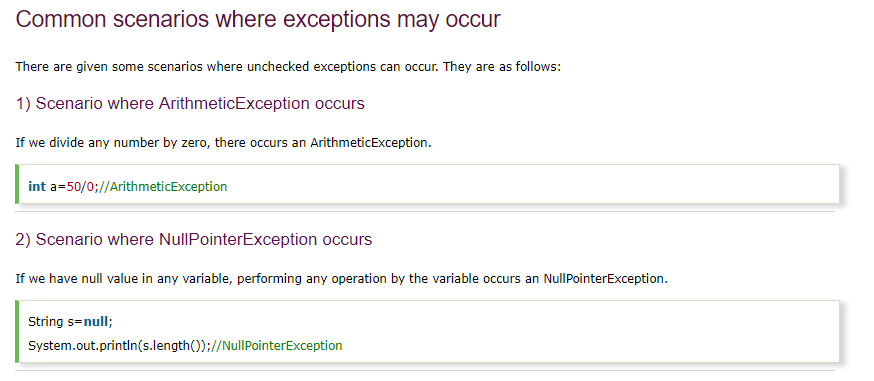 Common scenarios where exceptions may occur
There are given some scenarios where unchecked exceptions can occur. They are as follows:
1) Scenario where ArithmeticException occurs
If we divide any number by zero, there occurs an ArithmeticException.
int a=50/0;//ArithmeticException
2) Scenario where NullPointerException occurs
If we have null value in any variable, performing any operation by the variable occurs an NullPointerException.
String s=null;
System.out.println(s.length());//NullPointerException